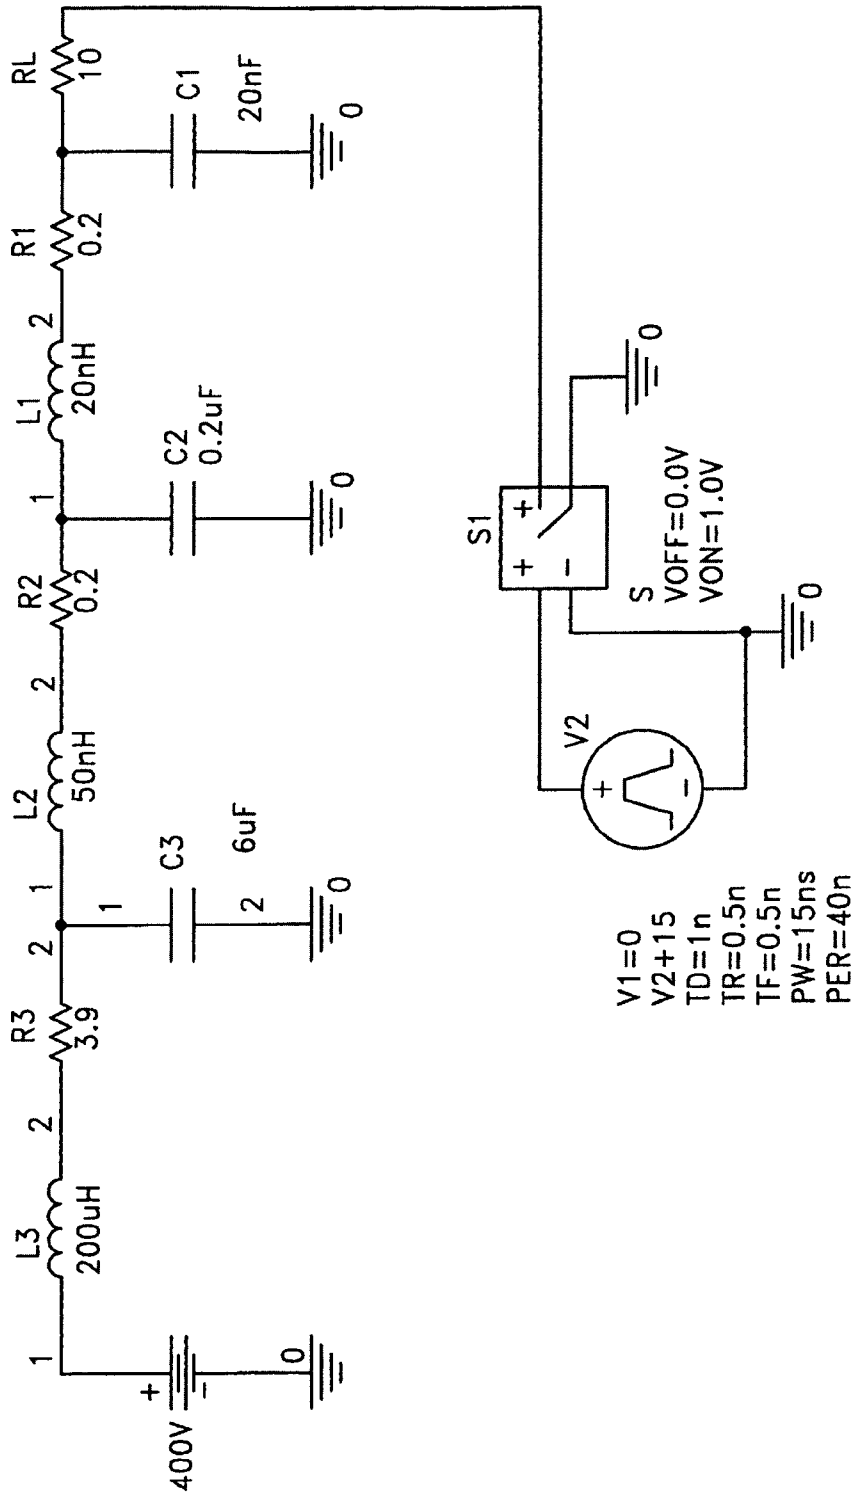 400V
+
-
0
1
L3
200uH
2
R3
3.9
2
1
C3
6uF
2
0
1
L2
50nH
2
R2
0.2
C2
0.2uF
0
1
L1
20nH
2
R1
0.2
C1
20nF
0
RL
10
V1=0
V2+15
TD=1n
TR=0.5n
TF=0.5n
PW=15ns
PER=40n
V2
+
-
0
S1
+ +
-
S
VOFF=0.0V
VON=1.0V
0